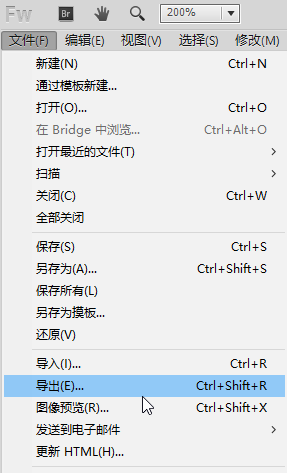 Fw Br 200%
文件(F) 编辑(E) 视图(V) 选择(S) 修改(M)
新建(N) Ctrl+N
通过模板新建...
打开(O)... Ctrl+O
在 Bridge 中浏览... Ctrl+Alt+O
打开最近的文件(T)
扫描
关闭(C) Ctrl+W
全部关闭
保存(S) Ctrl+S
另存为(A)... Ctrl+Shift+S
保存所有(L)
另存为摸板...
还原(V)
导入(I)... Ctrl+R
导出(E)... Ctrl+Shift+R
图像预览(R)... Ctrl+Shift+X
发送到电子邮件
更新 HTML(H)...